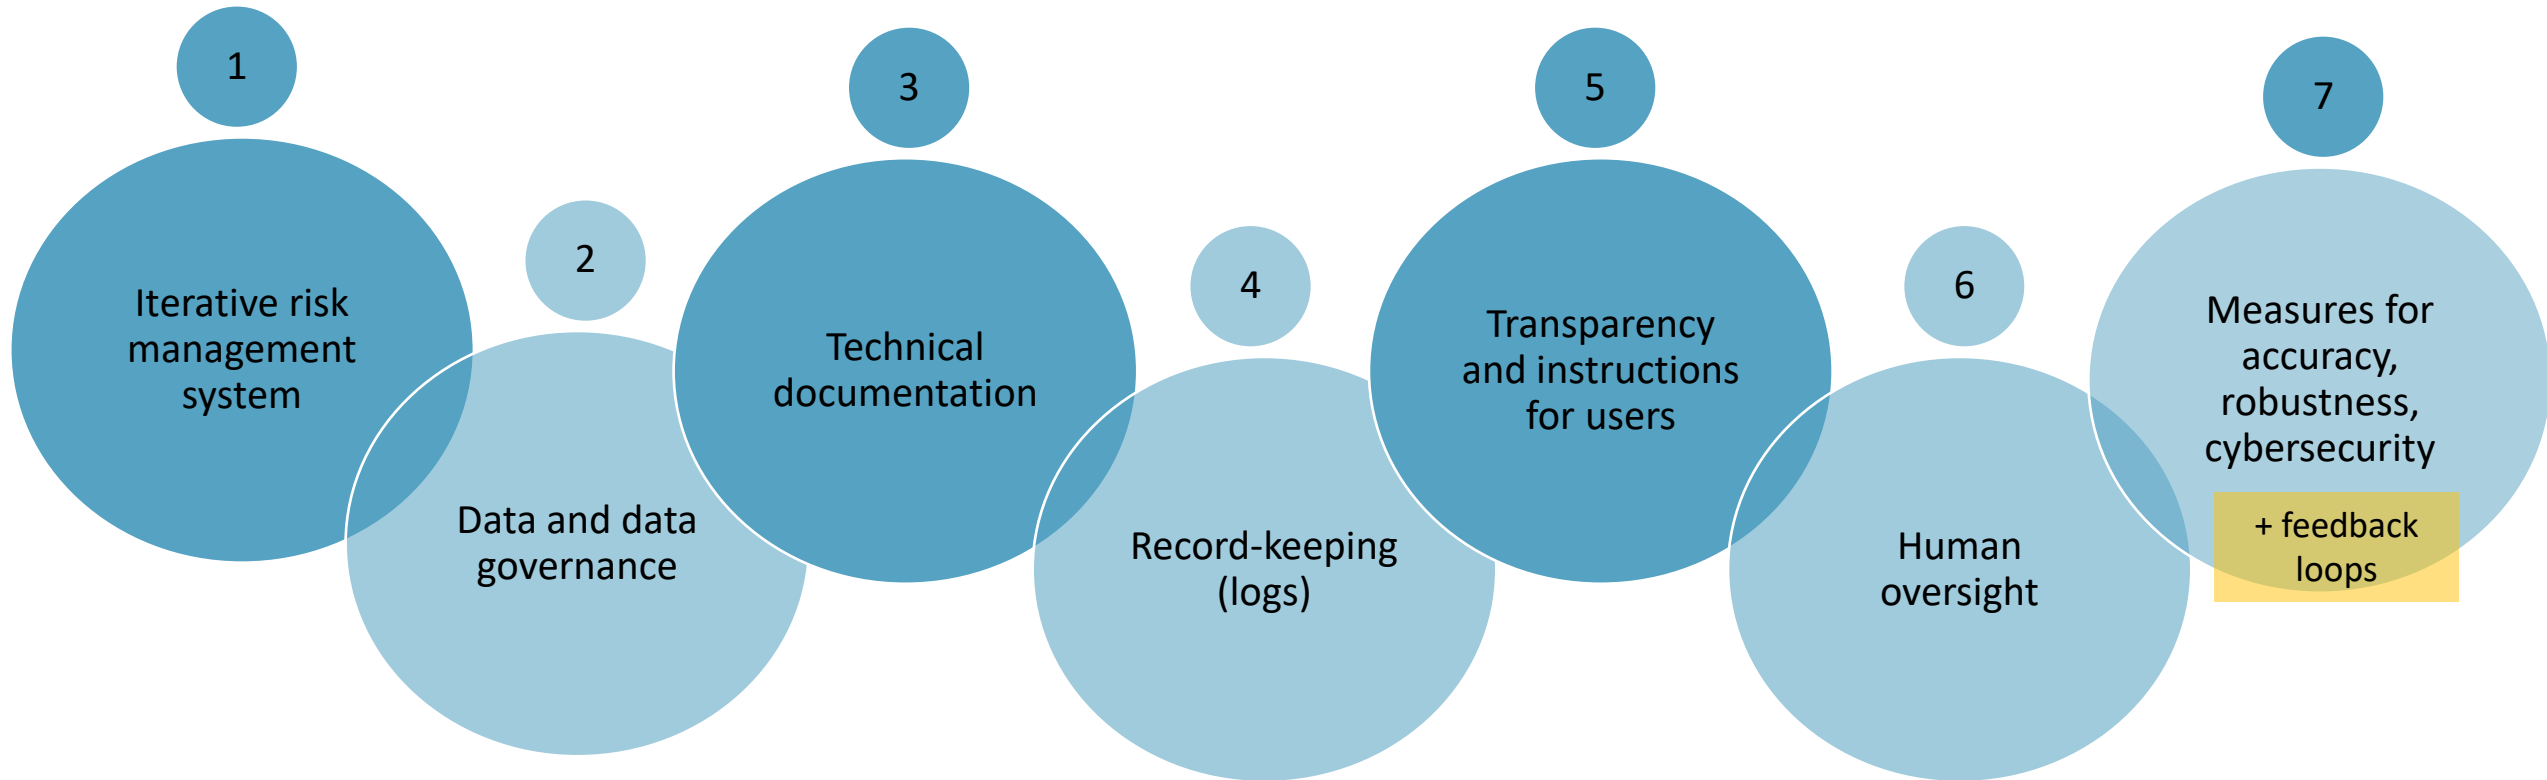 1
Iterative risk
management
system
2
Data and data
governance
3
Technical
documentation
4
Record-keeping
(logs)
5
Transparency
and instructions
for users
6
Human
oversight
7
Measures for
accuracy,
robustness,
cybersecurity
+ feedback
loops